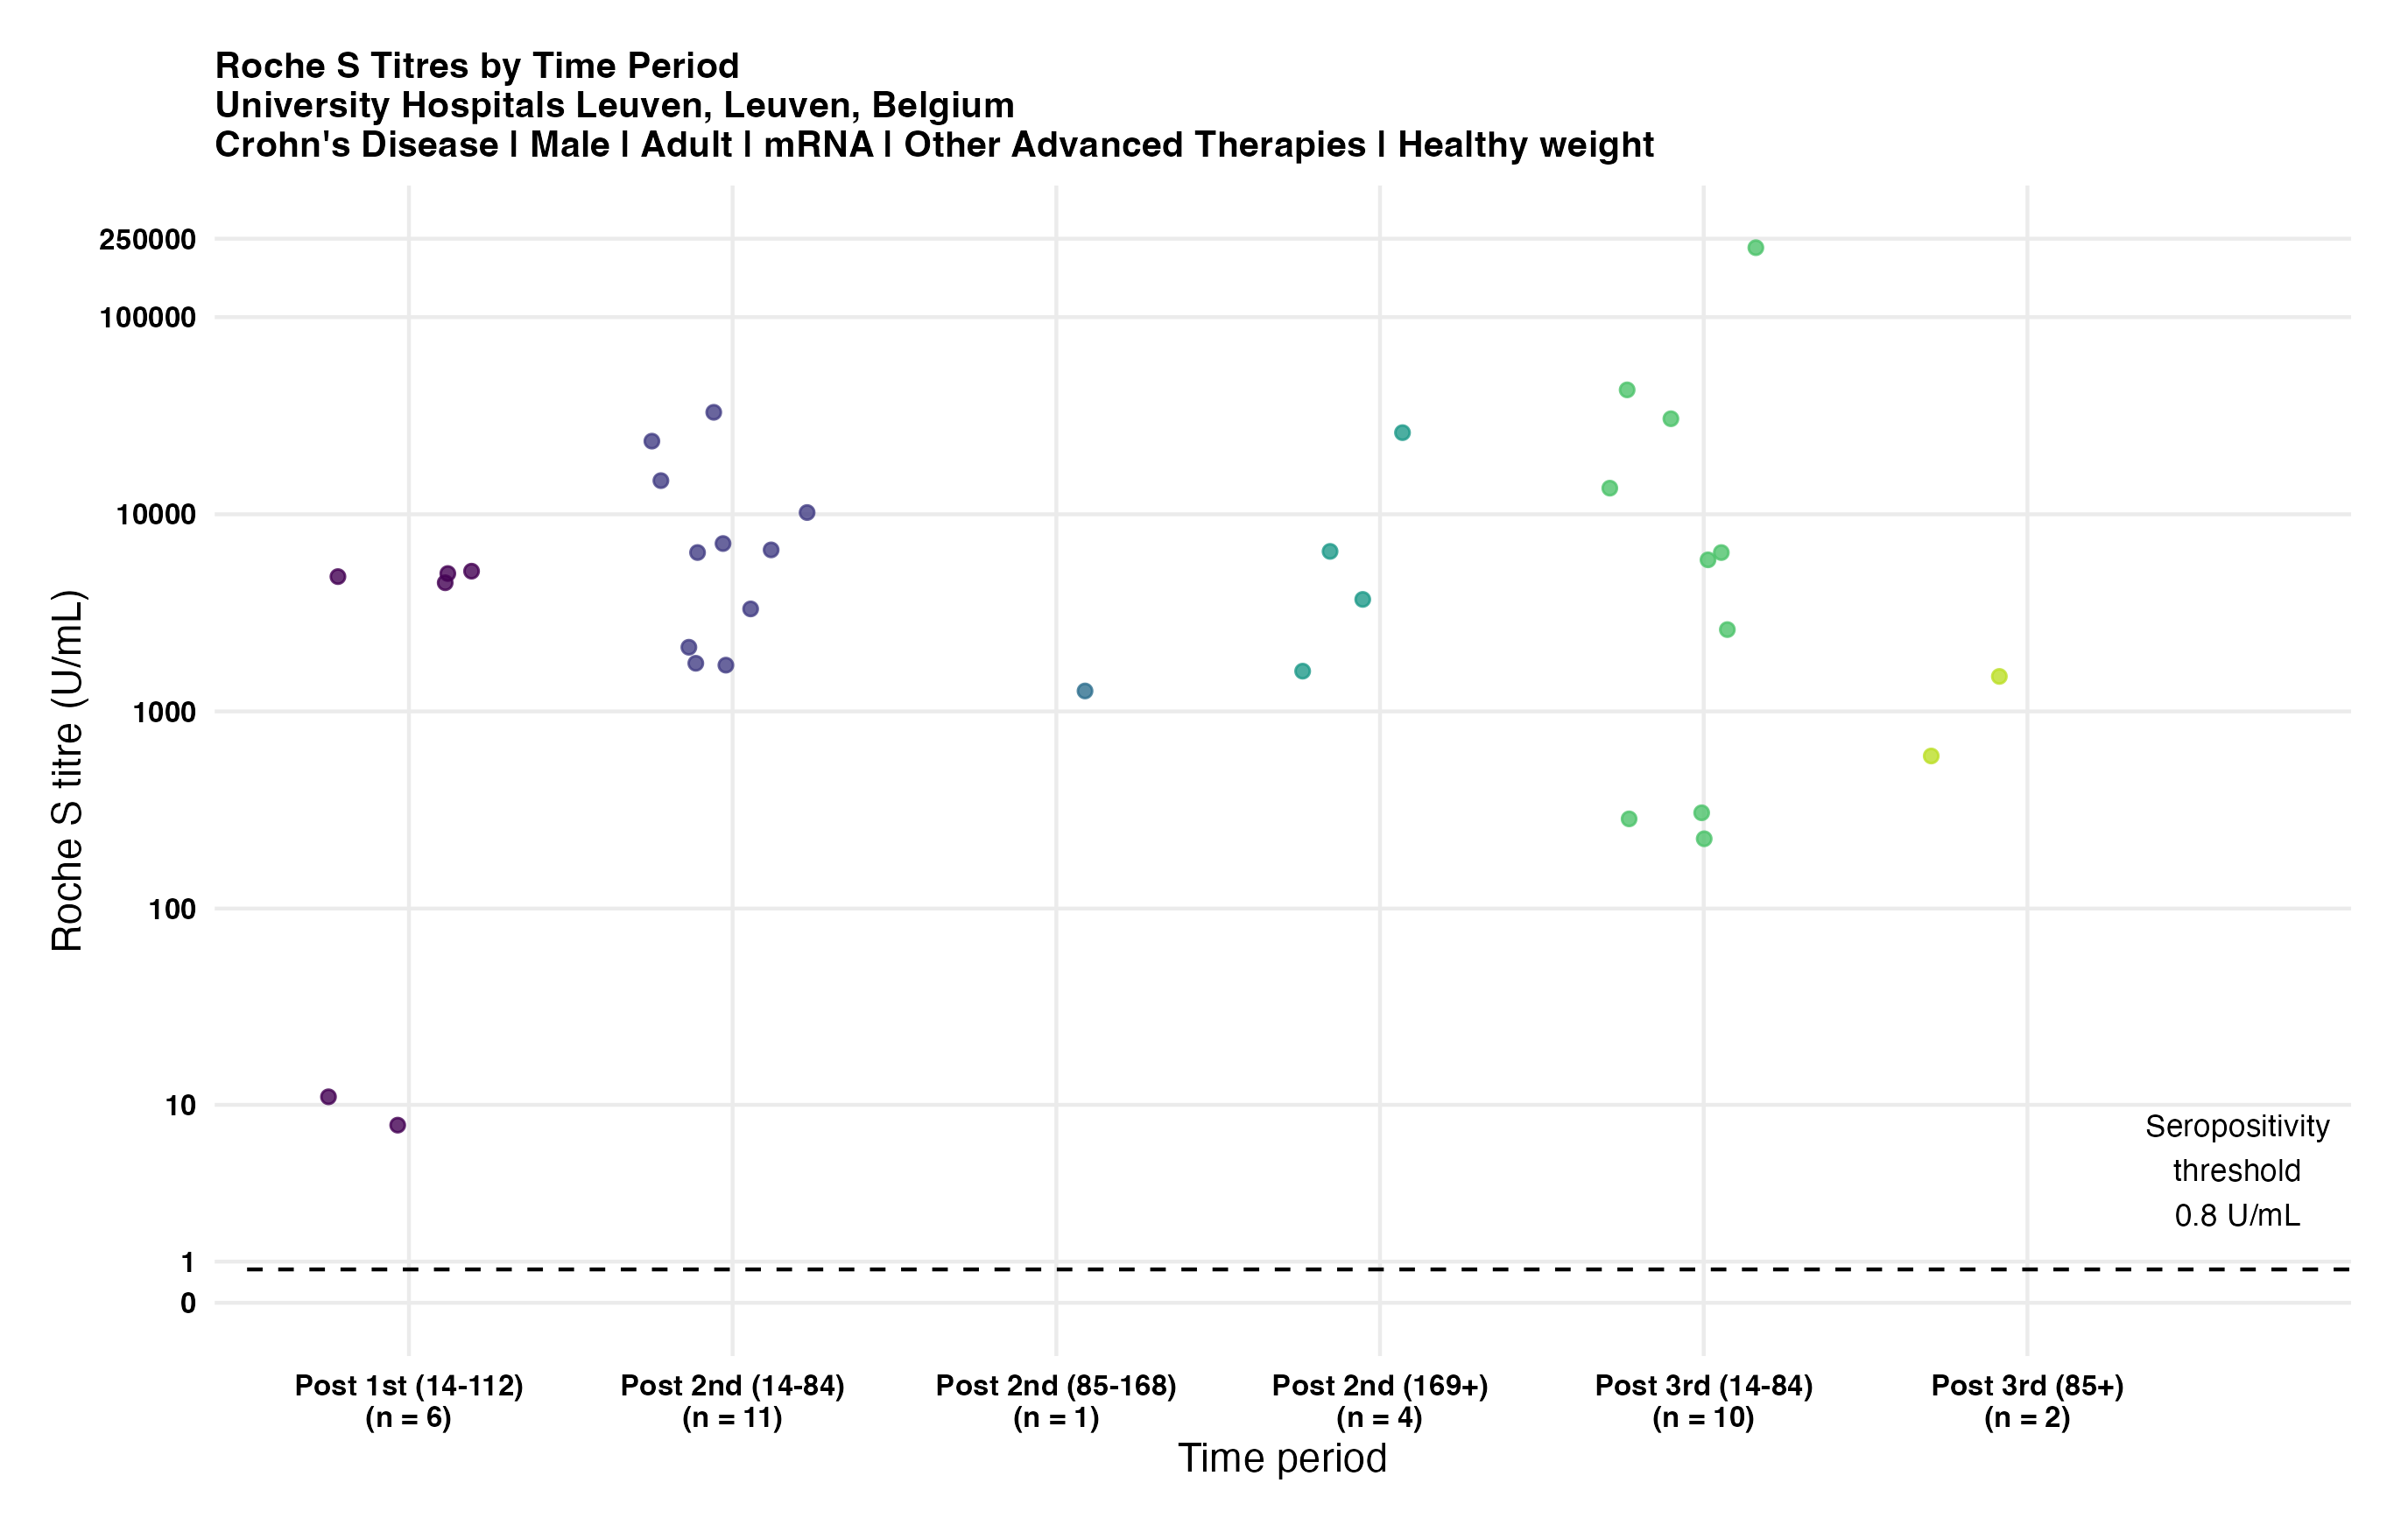 Roche S Titres by Time Period
University Hospitals Leuven, Leuven, Belgium
Crohn's Disease | Male | Adult | mRNA | Other Advanced Therapies | Healthy weight
Roche S titre (U/mL)
250000
100000
10000
1000
100
10
1
0
Seropositivity
threshold
0.8 U/mL
Post 1st (14-112)
(n = 6)
Post 2nd (14-84)
(n = 11)
Post 2nd (85-168)
(n = 1)
Post 2nd (169+)
(n = 4)
Post 3rd (14-84)
(n = 10)
Post 3rd (85+)
(n = 2)
Time period